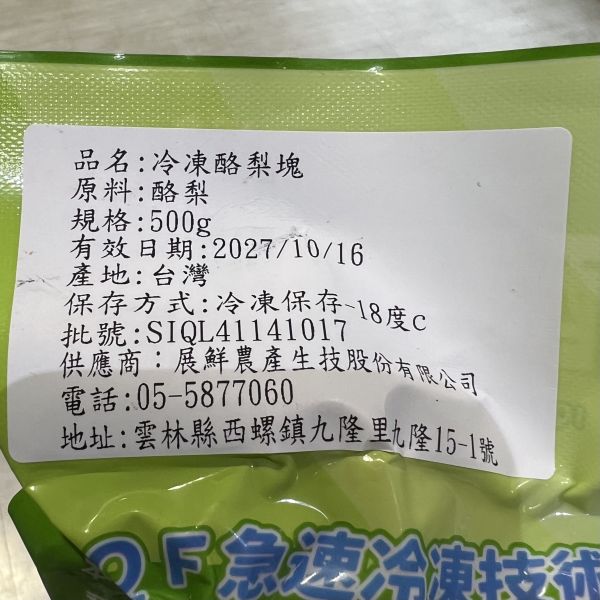 品名:冷凍酪梨塊
原料:酪梨
規格:500g
有效日期:2027/10/16
產地:台灣
保存方式:冷凍保存-18度C
批號:SIQL41141017
供應商:展鮮農產生技股份有限公司
電話:05-5877060
地址:雲林縣西螺鎮九隆里九隆15-1號
QF急速冷凍技術